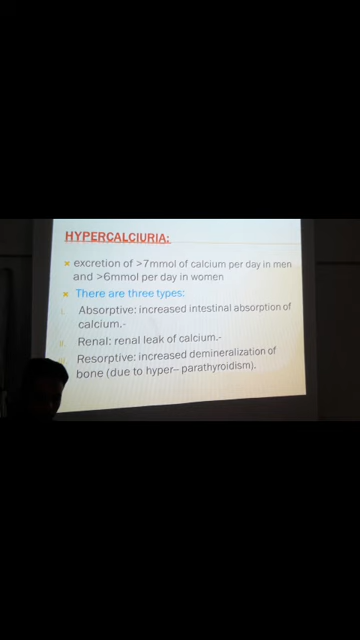 HYPERCALCIURIA:
excretion of >7mmol of calcium per day in men
and >6mmol per day in women
There are three types:
I. Absorptive: increased intestinal absorption of
calcium.-
II. Renal: renal leak of calcium.-
Resorptive: increased demineralization of
bone (due to hyper– parathyroidism).